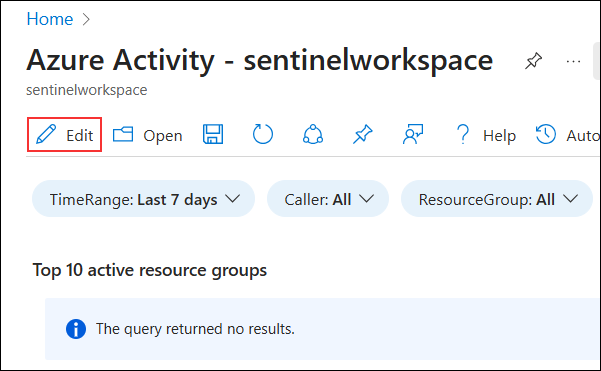 Home
Azure Activity - sentinelworkspace
sentinelworkspace
Edit Open Help Auto
TimeRange: Last 7 days Caller: All ResourceGroup: All
Top 10 active resource groups
The query returned no results.